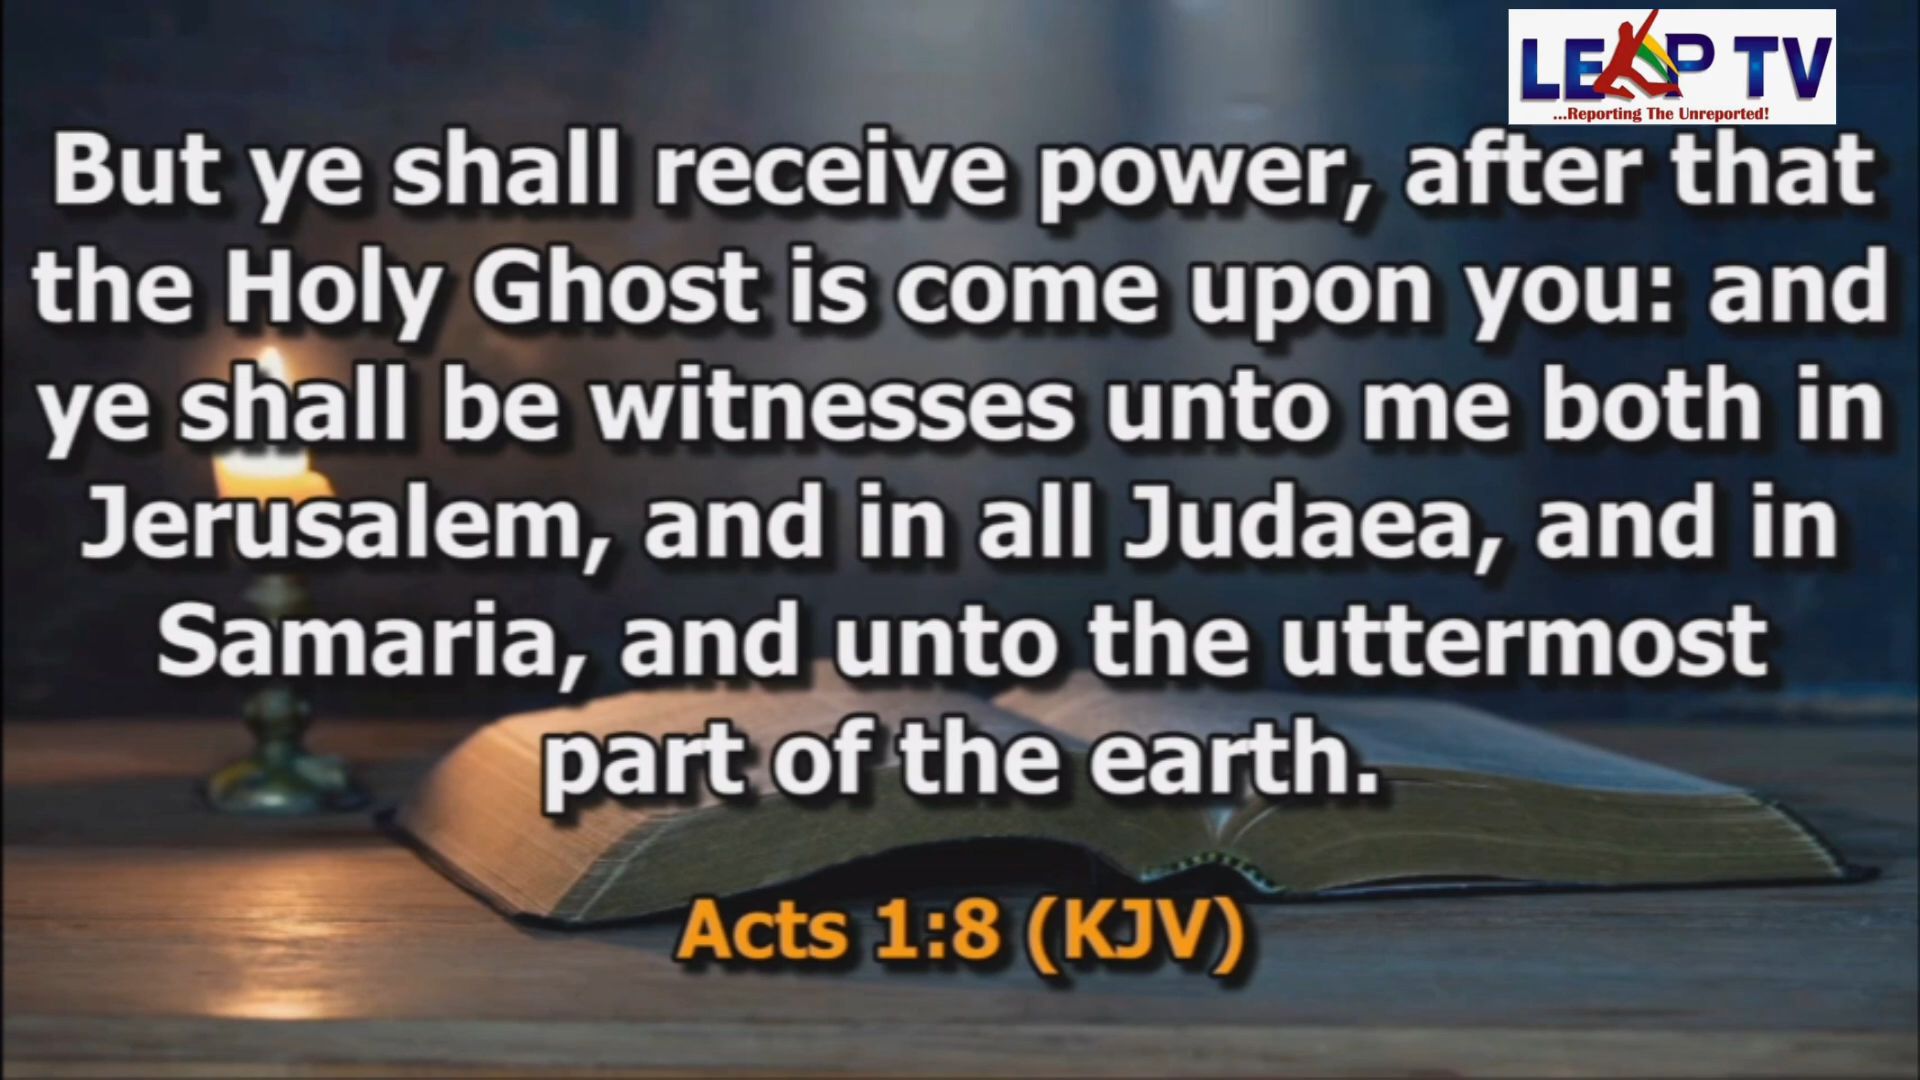 LEAP TV
...Reporting The Unreported!
But ye shall receive power, after that
the Holy Ghost is come upon you: and
ye shall be witnesses unto me both in
Jerusalem, and in all Judaea, and in
Samaria, and unto the uttermost
part of the earth.
Acts 1:8 (KJV)